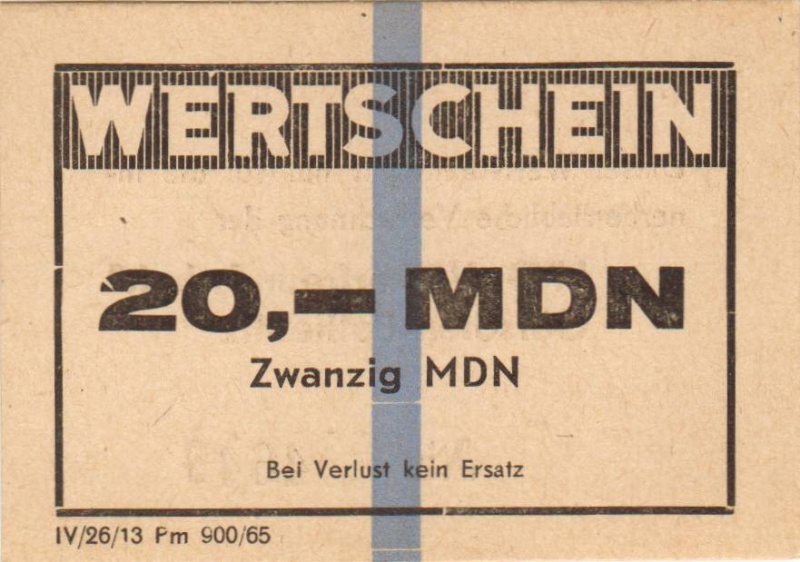 WERTSCHEIN
20,— MDN
Zwanzig MDN
Bei Verlust kein Ersatz
IV/26/13 Pm 900/65